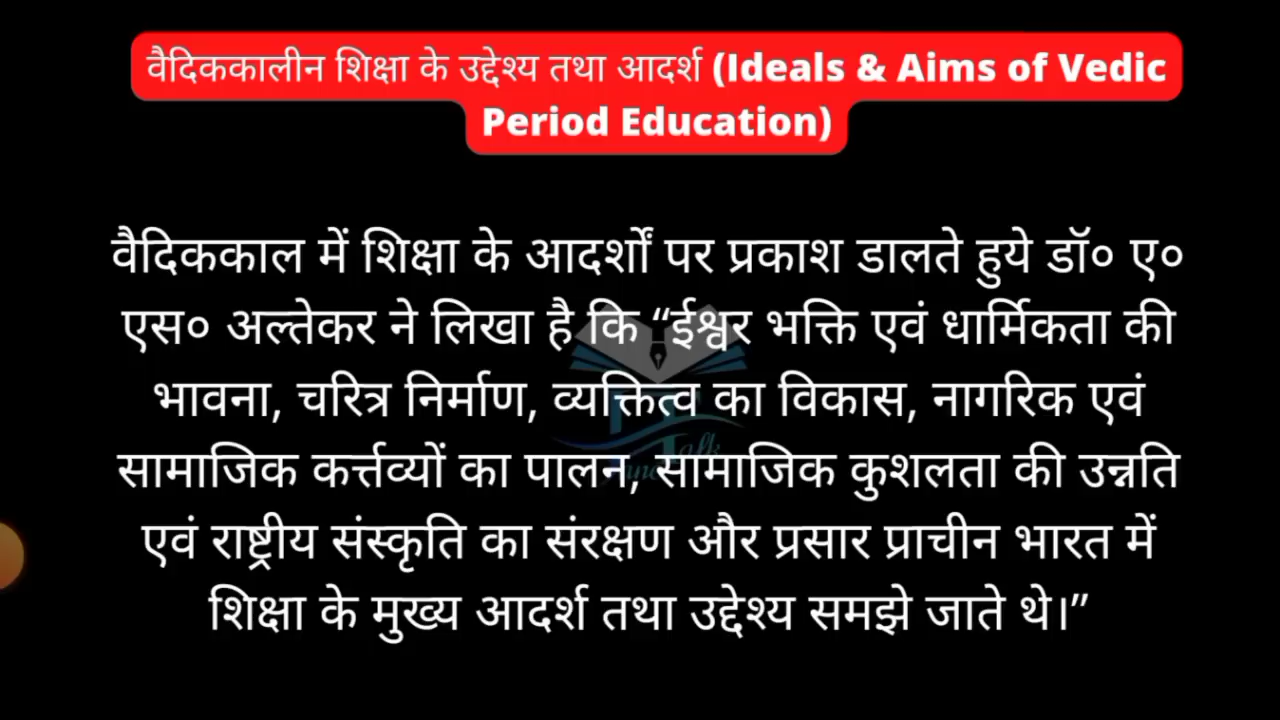 वैदिककालीन शिक्षा के उद्देश्य तथा आदर्श (Ideals & Aims of Vedic
Period Education)
वैदिककाल में शिक्षा के आदर्शों पर प्रकाश डालते हुये डॉ० ए०
एस० अल्तेकर ने लिखा है कि “ईश्वर भक्ति एवं धार्मिकता की
भावना, चरित्र निर्माण, व्यक्तित्व का विकास, नागरिक एवं
सामाजिक कर्त्तव्यों का पालन, सामाजिक कुशलता की उन्नति
एवं राष्ट्रीय संस्कृति का संरक्षण और प्रसार प्राचीन भारत में
शिक्षा के मुख्य आदर्श तथा उद्देश्य समझे जाते थे।”